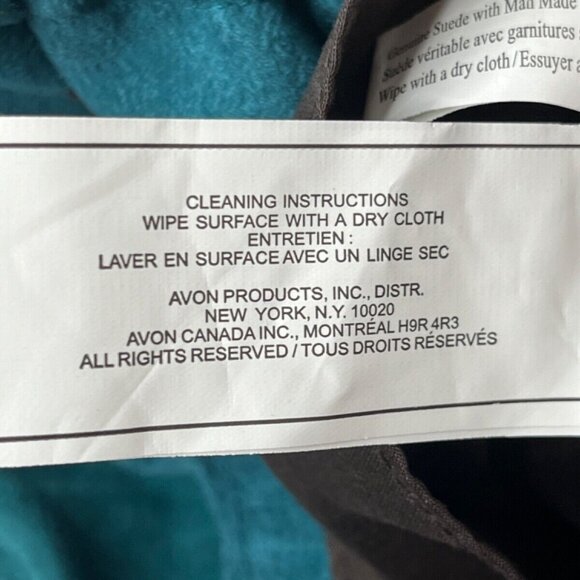 Genuine Suede with Man Made
Suède véritable avec garnitures
Wipe with a dry cloth/Essuyer a
CLEANING INSTRUCTIONS
WIPE SURFACE WITH A DRY CLOTH
ENTRETIEN :
LAVER EN SURFACE AVEC UN LINGE SEC
AVON PRODUCTS, INC., DISTR.
NEW YORK, N.Y. 10020
AVON CANADA INC., MONTRÉAL H9R 4R3
ALL RIGHTS RESERVED / TOUS DROITS RÉSERVÉS